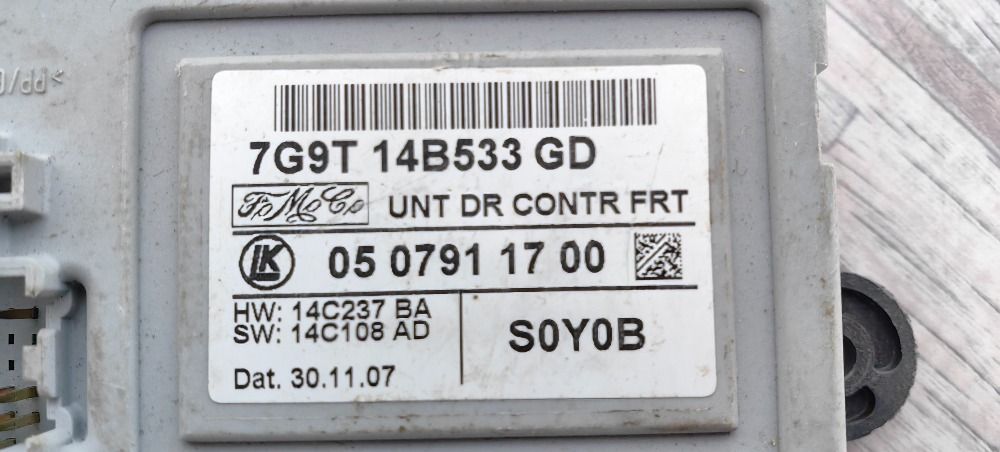 7G9T 14B533 GD
FoMoCo UNT DR CONTR FRT
LK 05 0791 17 00
HW: 14C237 BA
SW: 14C108 AD
S0Y0B
Dat. 30.11.07